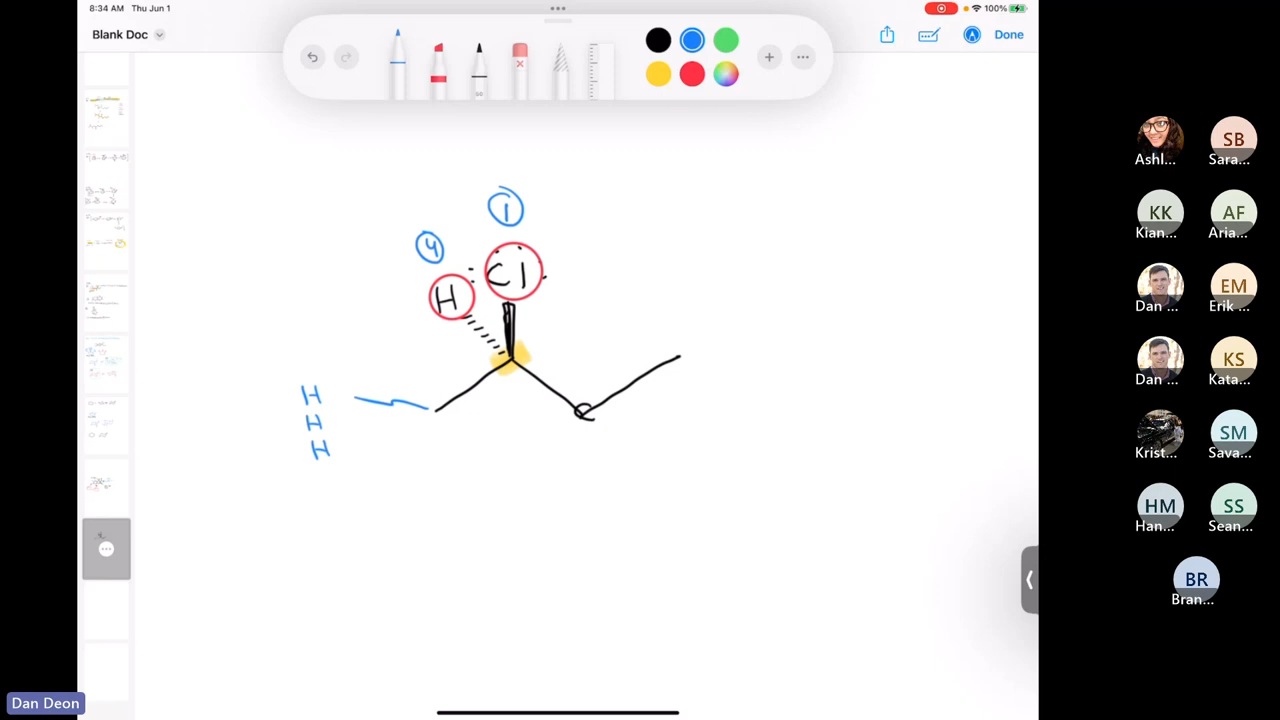 8:34 AM Thu Jun 1
100%
Blank Doc
Done
1
4
Cl
H
H
H
H
C
Ashl...
SB
Sara...
KK
Kian...
AF
Aria...
Dan ...
EM
Erik ...
Dan ...
KS
Kata...
Krist...
SM
Sava...
HM
Han...
SS
Sean...
BR
Bran...
Dan Deon